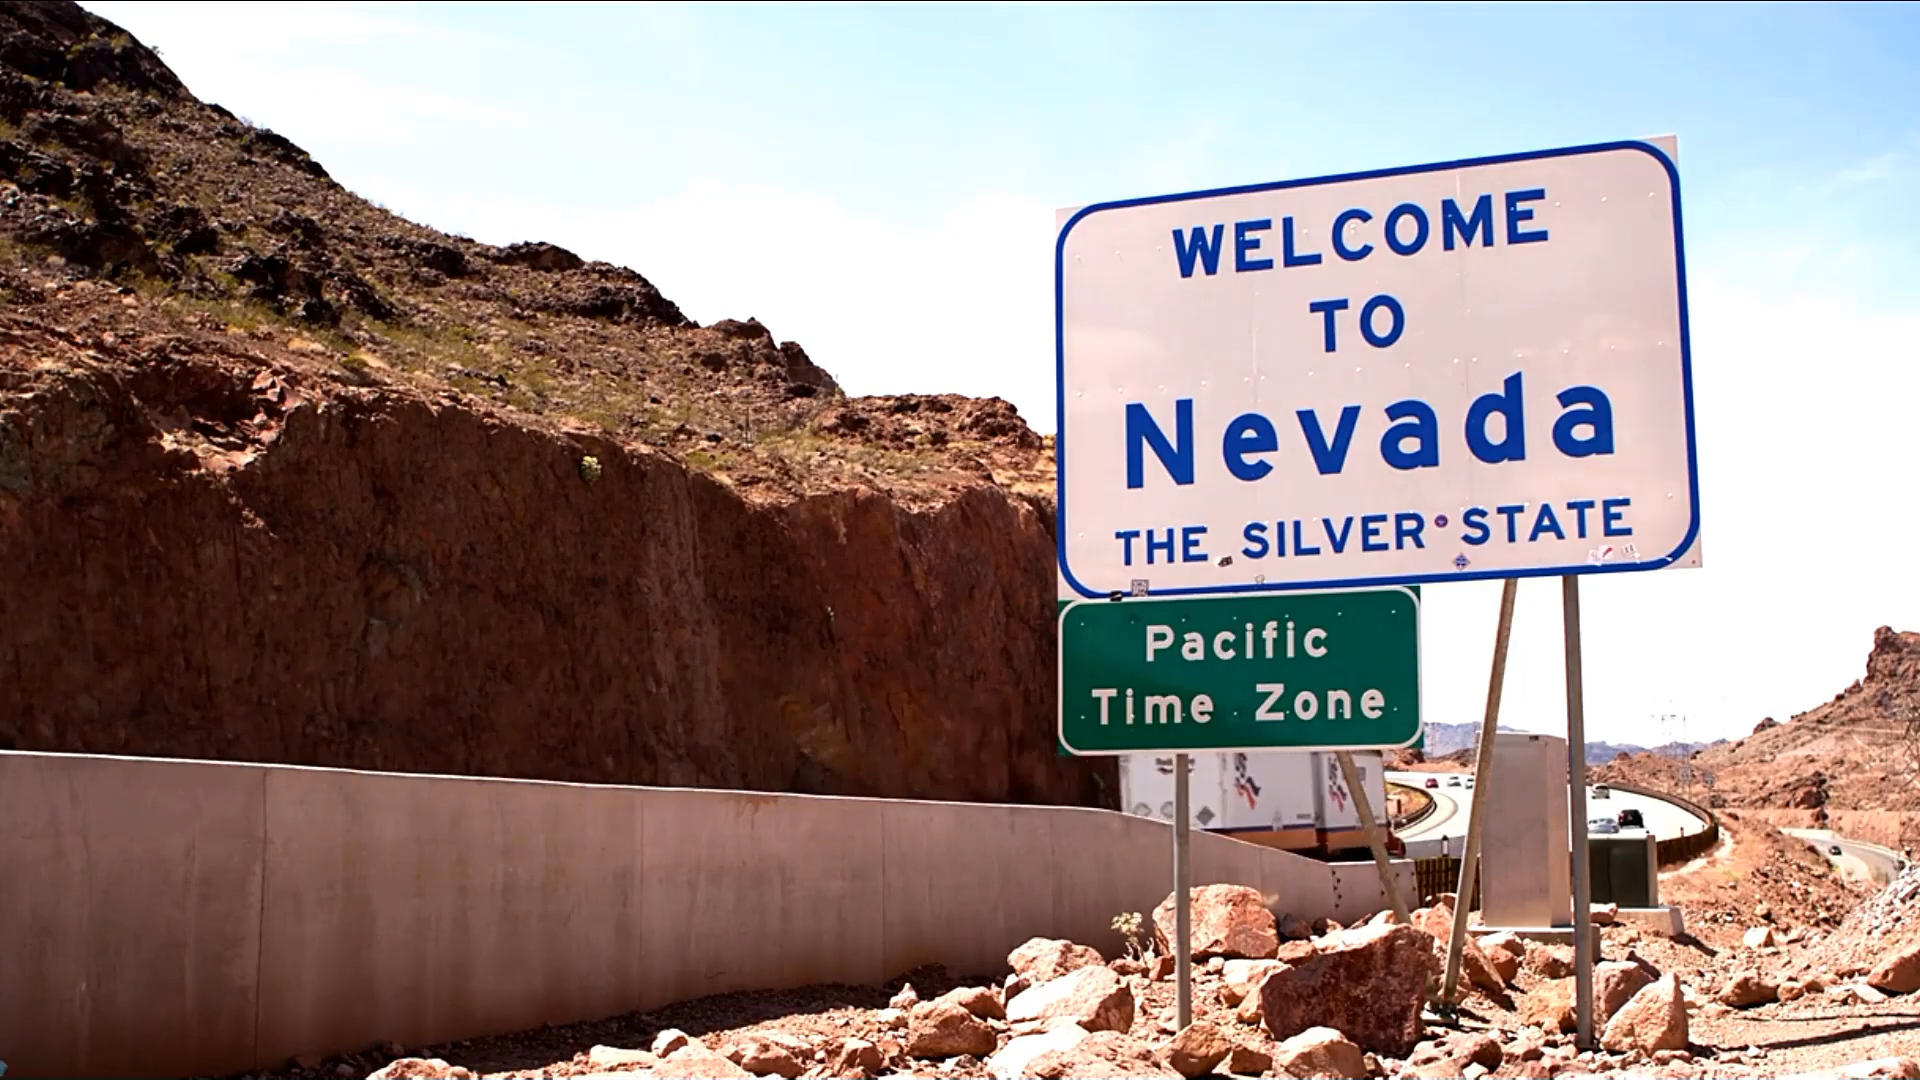 WELCOME
TO
Nevada
THE SILVER STATE
Pacific
Time Zone